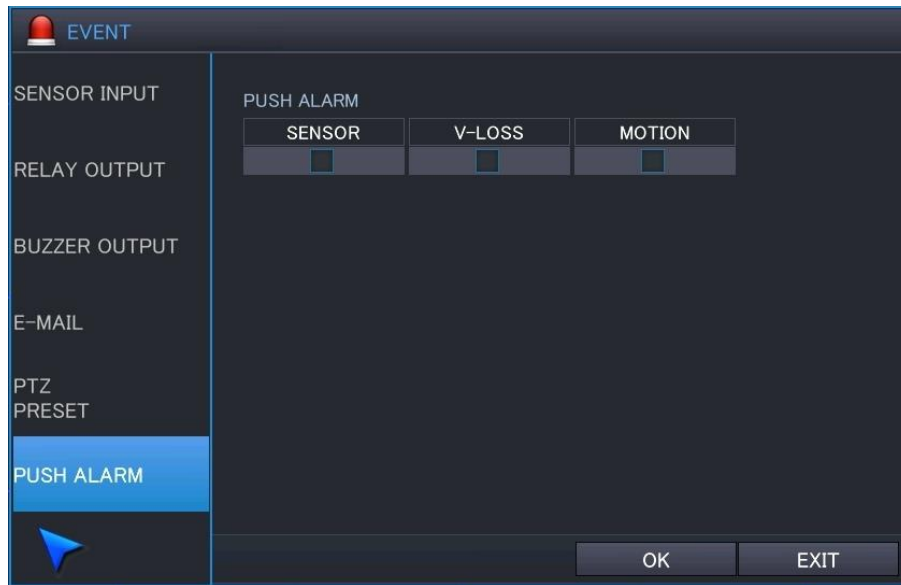 EVENT
SENSOR INPUT
RELAY OUTPUT
BUZZER OUTPUT
E-MAIL
PTZ
PRESET
PUSH ALARM
PUSH ALARM
SENSOR V-LOSS MOTION
OK EXIT